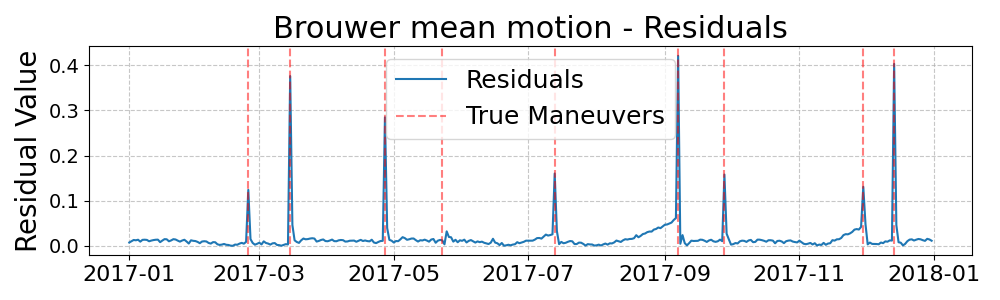 Brouwer mean motion - Residuals
Residual Value
0.4
0.3
0.2
0.1
0.0
Residuals
True Maneuvers
2017-01 2017-03 2017-05 2017-07 2017-09 2017-11 2018-01